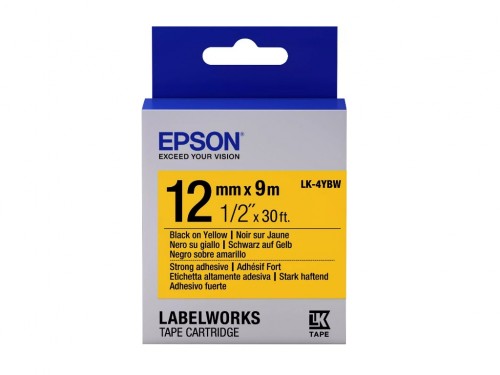 EPSON
EXCEED YOUR VISION
12 mm x 9m LK-4YBW
1/2" x 30 ft.
Black on Yellow | Noir sur Jaune
Nero su giallo | Schwarz auf Gelb
Negro sobre amarillo
Strong adhesive | Adhésif Fort
Etichetta altamente adesiva | Stark haftend
Adhesivo fuerte
LABELWORKS
TAPE CARTRIDGE
LK
TAPE